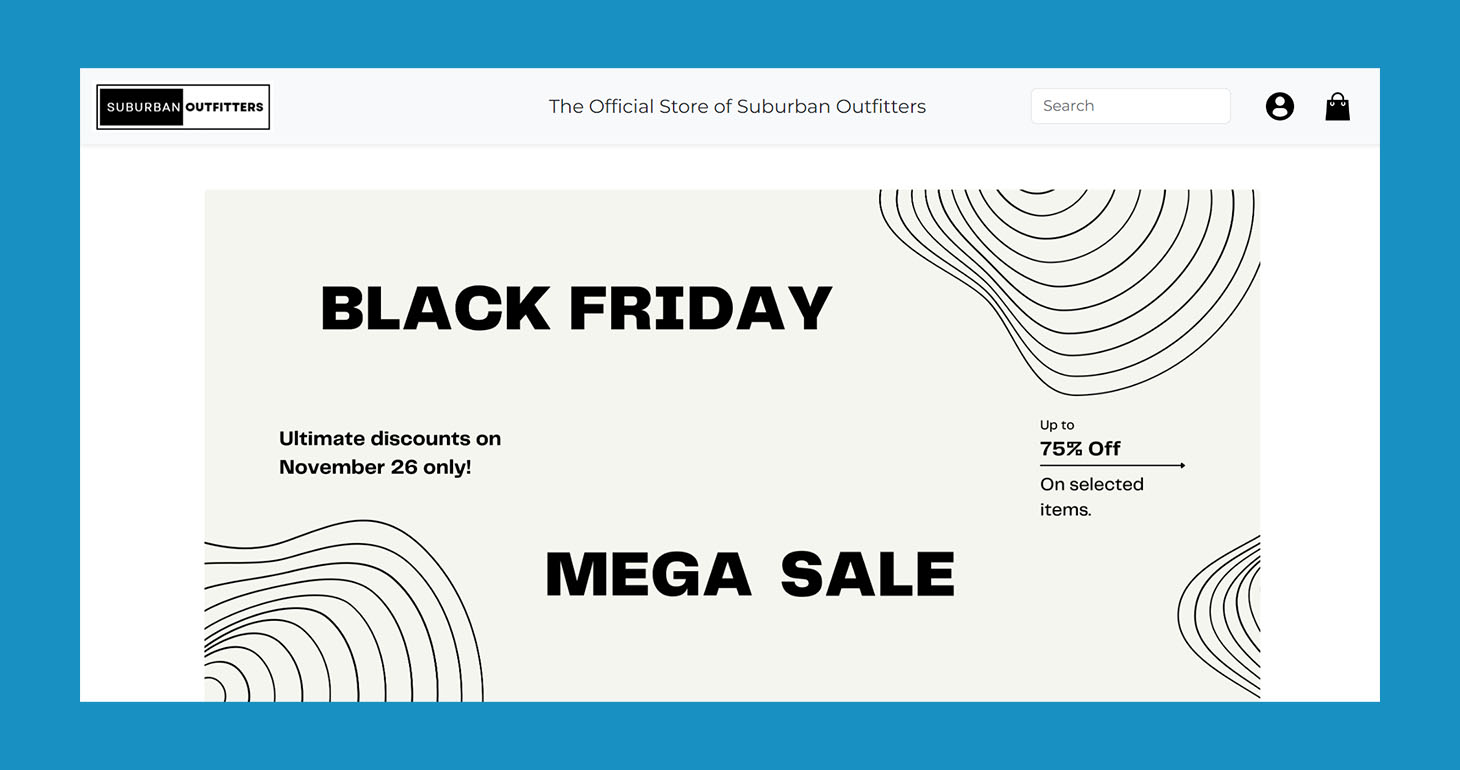 SUBURBAN OUTFITTERS
The Official Store of Suburban Outfitters
Search
BLACK FRIDAY
Ultimate discounts on
November 26 only!
Up to
75% Off
On selected
items.
MEGA SALE